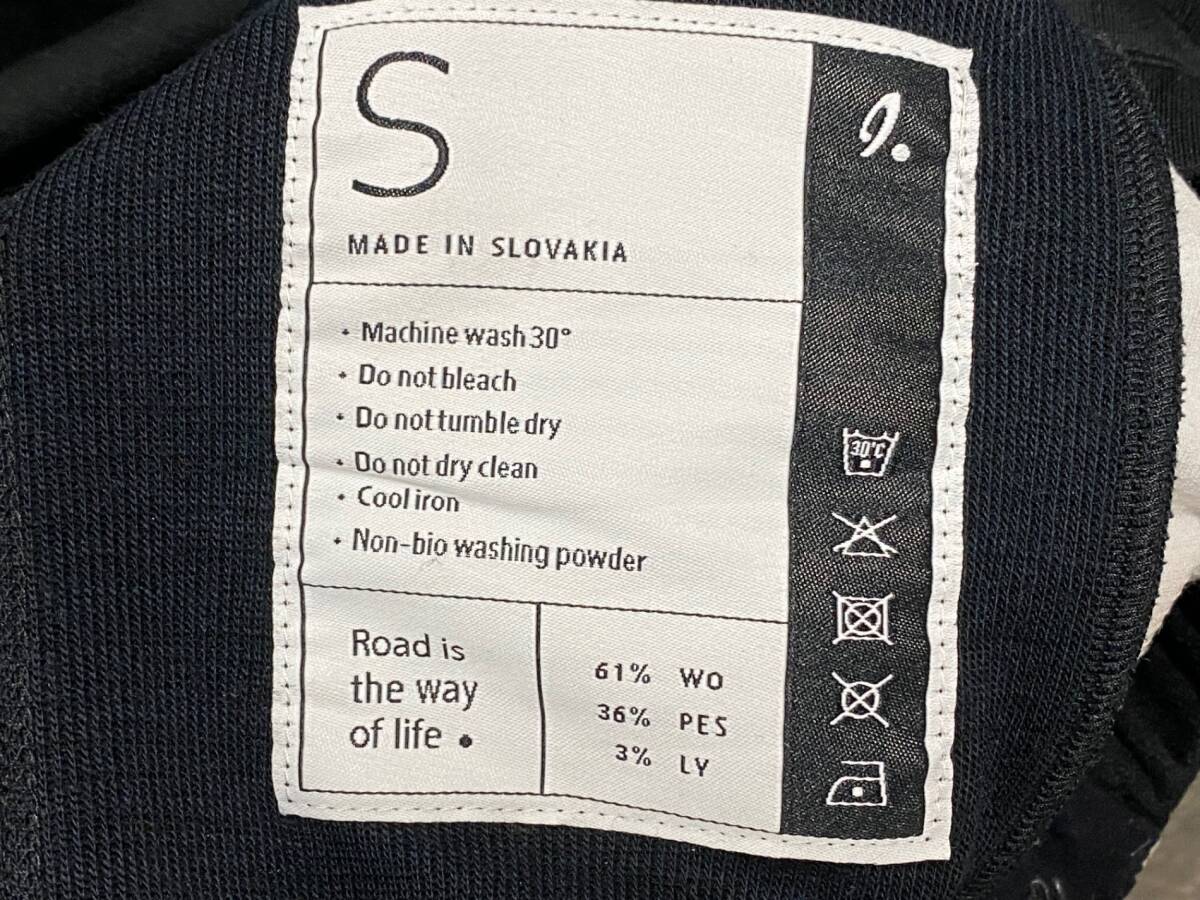 S
J.
MADE IN SLOVAKIA
• Machine wash 30°
• Do not bleach
• Do not tumble dry
• Do not dry clean
• Cool iron
• Non-bio washing powder
30°C
Road is
the way
of life •
61% WO
36% PES
3% LY